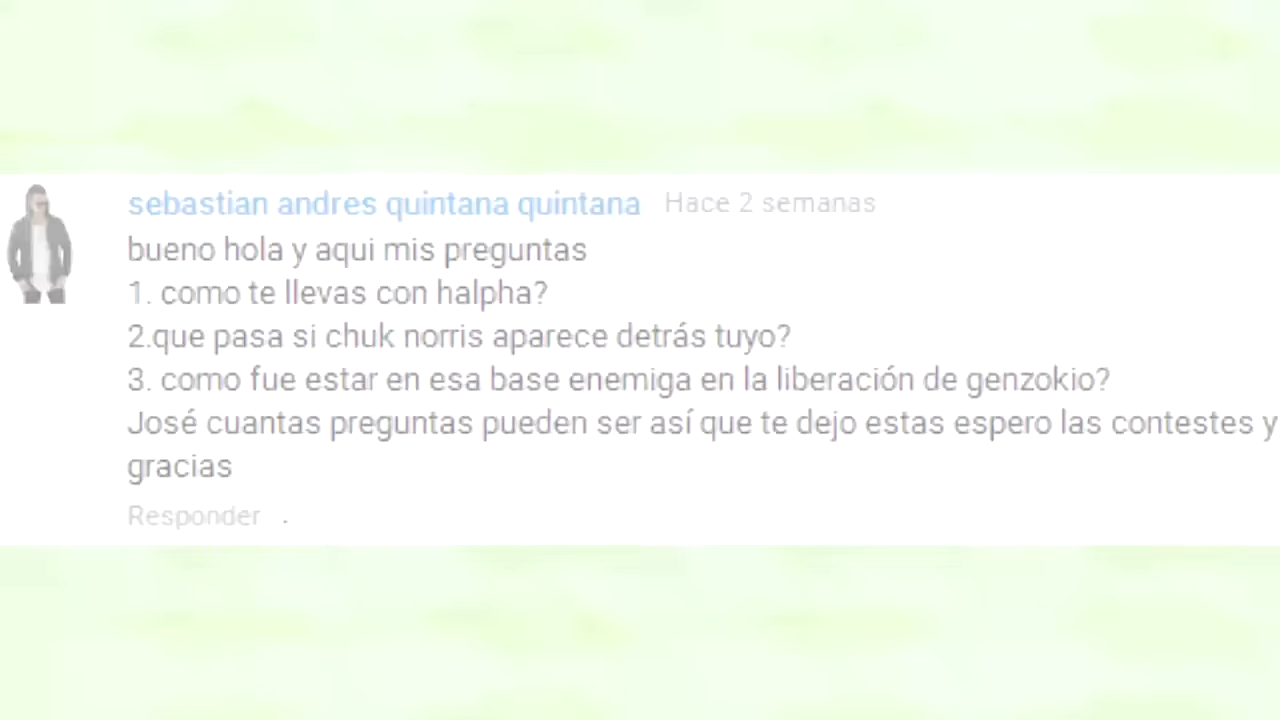 sebastian andres quintana quintana Hace 2 semanas
bueno hola y aqui mis preguntas
1. como te llevas con halpha?
2.que pasa si chuk norris aparece detrás tuyo?
3. como fue estar en esa base enemiga en la liberación de genzokio?
José cuantas preguntas pueden ser así que te dejo estas espero las contestes y
gracias
Responder .